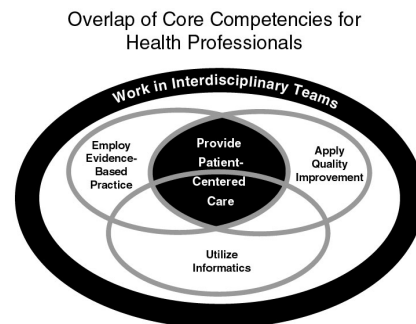 Overlap of Core Competencies for
Health Professionals
Work in Interdisciplinary Teams
Employ
Evidence-
Based
Practice
Provide
Patient-
Centered
Care
Apply
Quality
Improvement
Utilize
Informatics